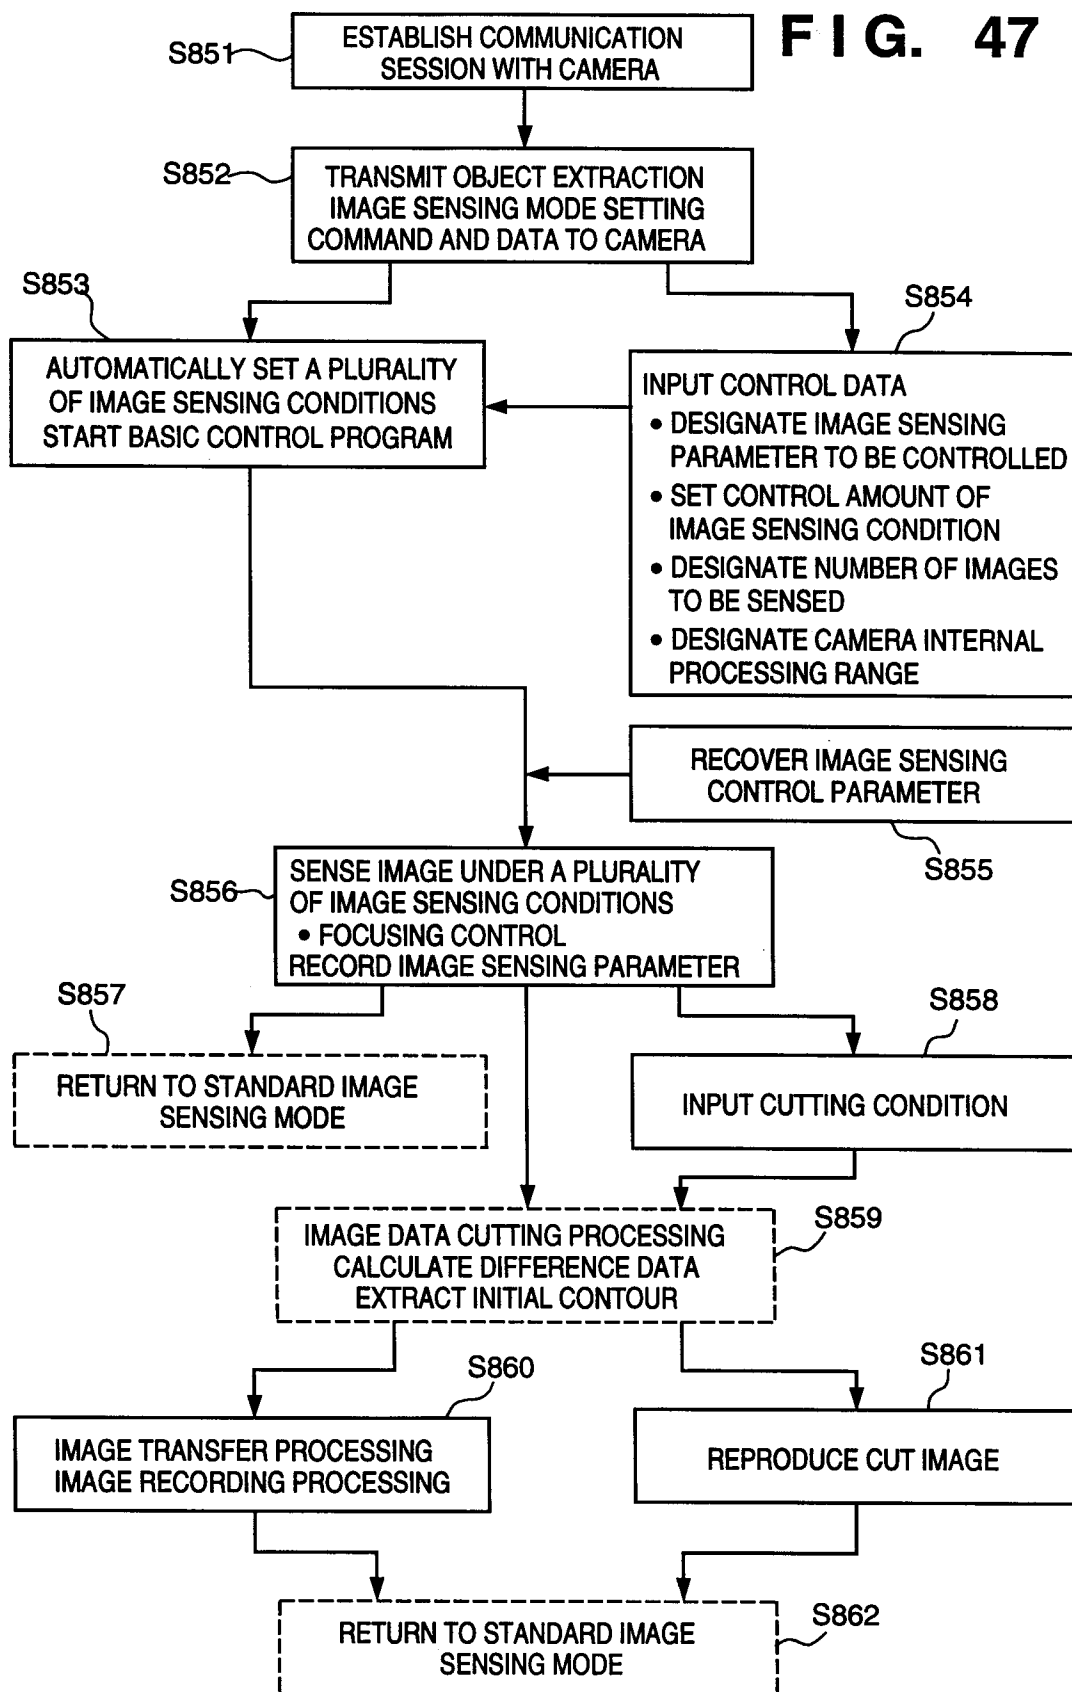 FIG. 47
S851
ESTABLISH COMMUNICATION
SESSION WITH CAMERA
S852
TRANSMIT OBJECT EXTRACTION
IMAGE SENSING MODE SETTING
COMMAND AND DATA TO CAMERA
S853
AUTOMATICALLY SET A PLURALITY
OF IMAGE SENSING CONDITIONS
START BASIC CONTROL PROGRAM
S854
INPUT CONTROL DATA
• DESIGNATE IMAGE SENSING
PARAMETER TO BE CONTROLLED
• SET CONTROL AMOUNT OF
IMAGE SENSING CONDITION
• DESIGNATE NUMBER OF IMAGES
TO BE SENSED
• DESIGNATE CAMERA INTERNAL
PROCESSING RANGE
RECOVER IMAGE SENSING
CONTROL PARAMETER
S855
S856
SENSE IMAGE UNDER A PLURALITY
OF IMAGE SENSING CONDITIONS
• FOCUSING CONTROL
RECORD IMAGE SENSING PARAMETER
S857
RETURN TO STANDARD IMAGE
SENSING MODE
S858
INPUT CUTTING CONDITION
S859
IMAGE DATA CUTTING PROCESSING
CALCULATE DIFFERENCE DATA
EXTRACT INITIAL CONTOUR
S860
IMAGE TRANSFER PROCESSING
IMAGE RECORDING PROCESSING
S861
REPRODUCE CUT IMAGE
S862
RETURN TO STANDARD IMAGE
SENSING MODE